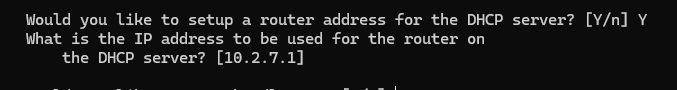 Would you like to setup a router address for the DHCP server? [Y/n] Y
What is the IP address to be used for the router on
the DHCP server? [10.2.7.1]